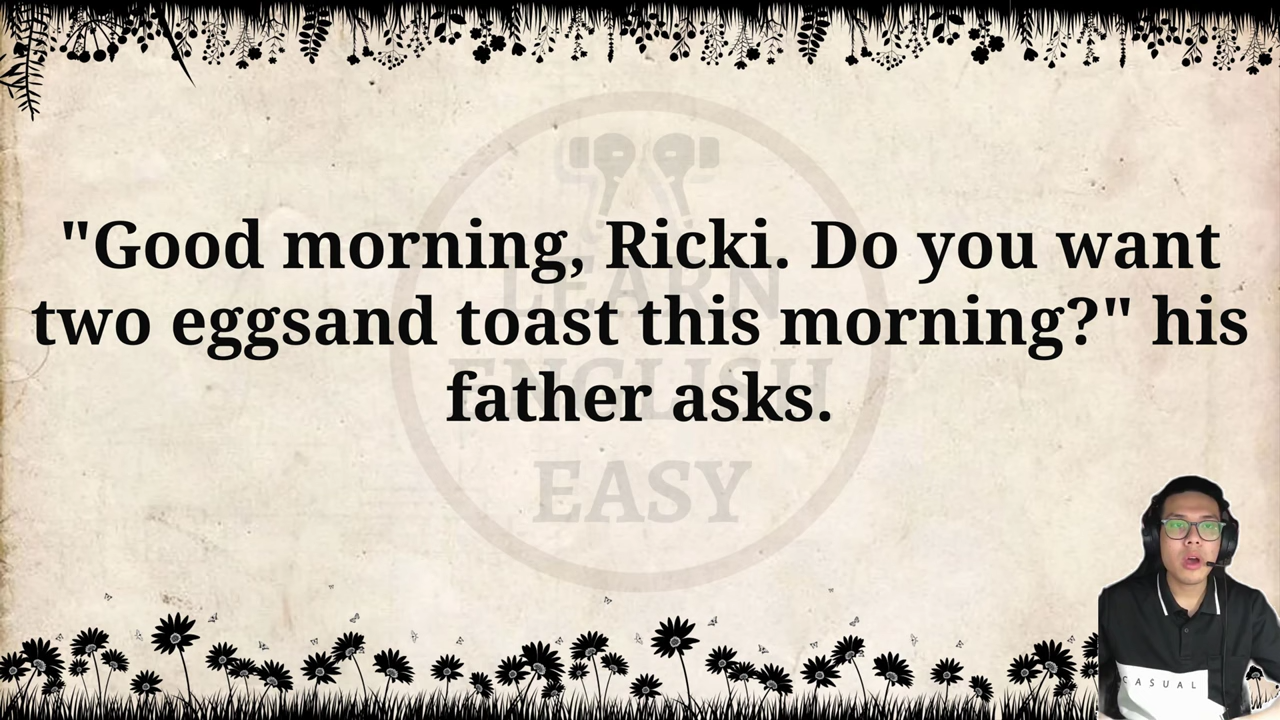 "Good morning, Ricki. Do you want
two eggsand toast this morning?" his
father asks.
LEARN
ENGLISH
EASY
CASUAL